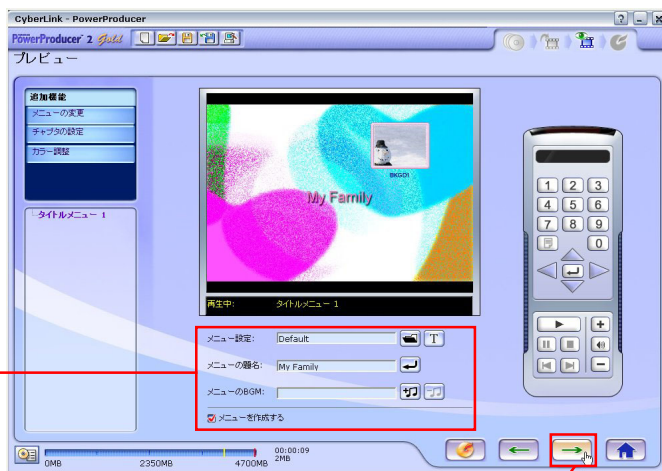 CyberLink - PowerProducer
PowerProducer 2 Gold
プレビュー
追加機能
メニューの変更
チャプタの設定
カラー調整
タイトルメニュー 1
BKG01
My Family
再生中: タイトルメニュー 1
メニュー設定: Default
T
メニューの題名: My Family
メニューのBGM:
メニューを作成する
1 2 3
4 5 6
7 8 9
0
0MB 2350MB 4700MB
00:00:09
2MB